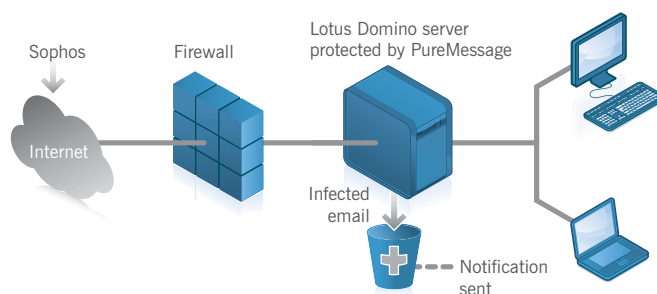 Sophos
Firewall
Lotus Domino server
protected by PureMessage
Internet
Infected
email
Notification
sent